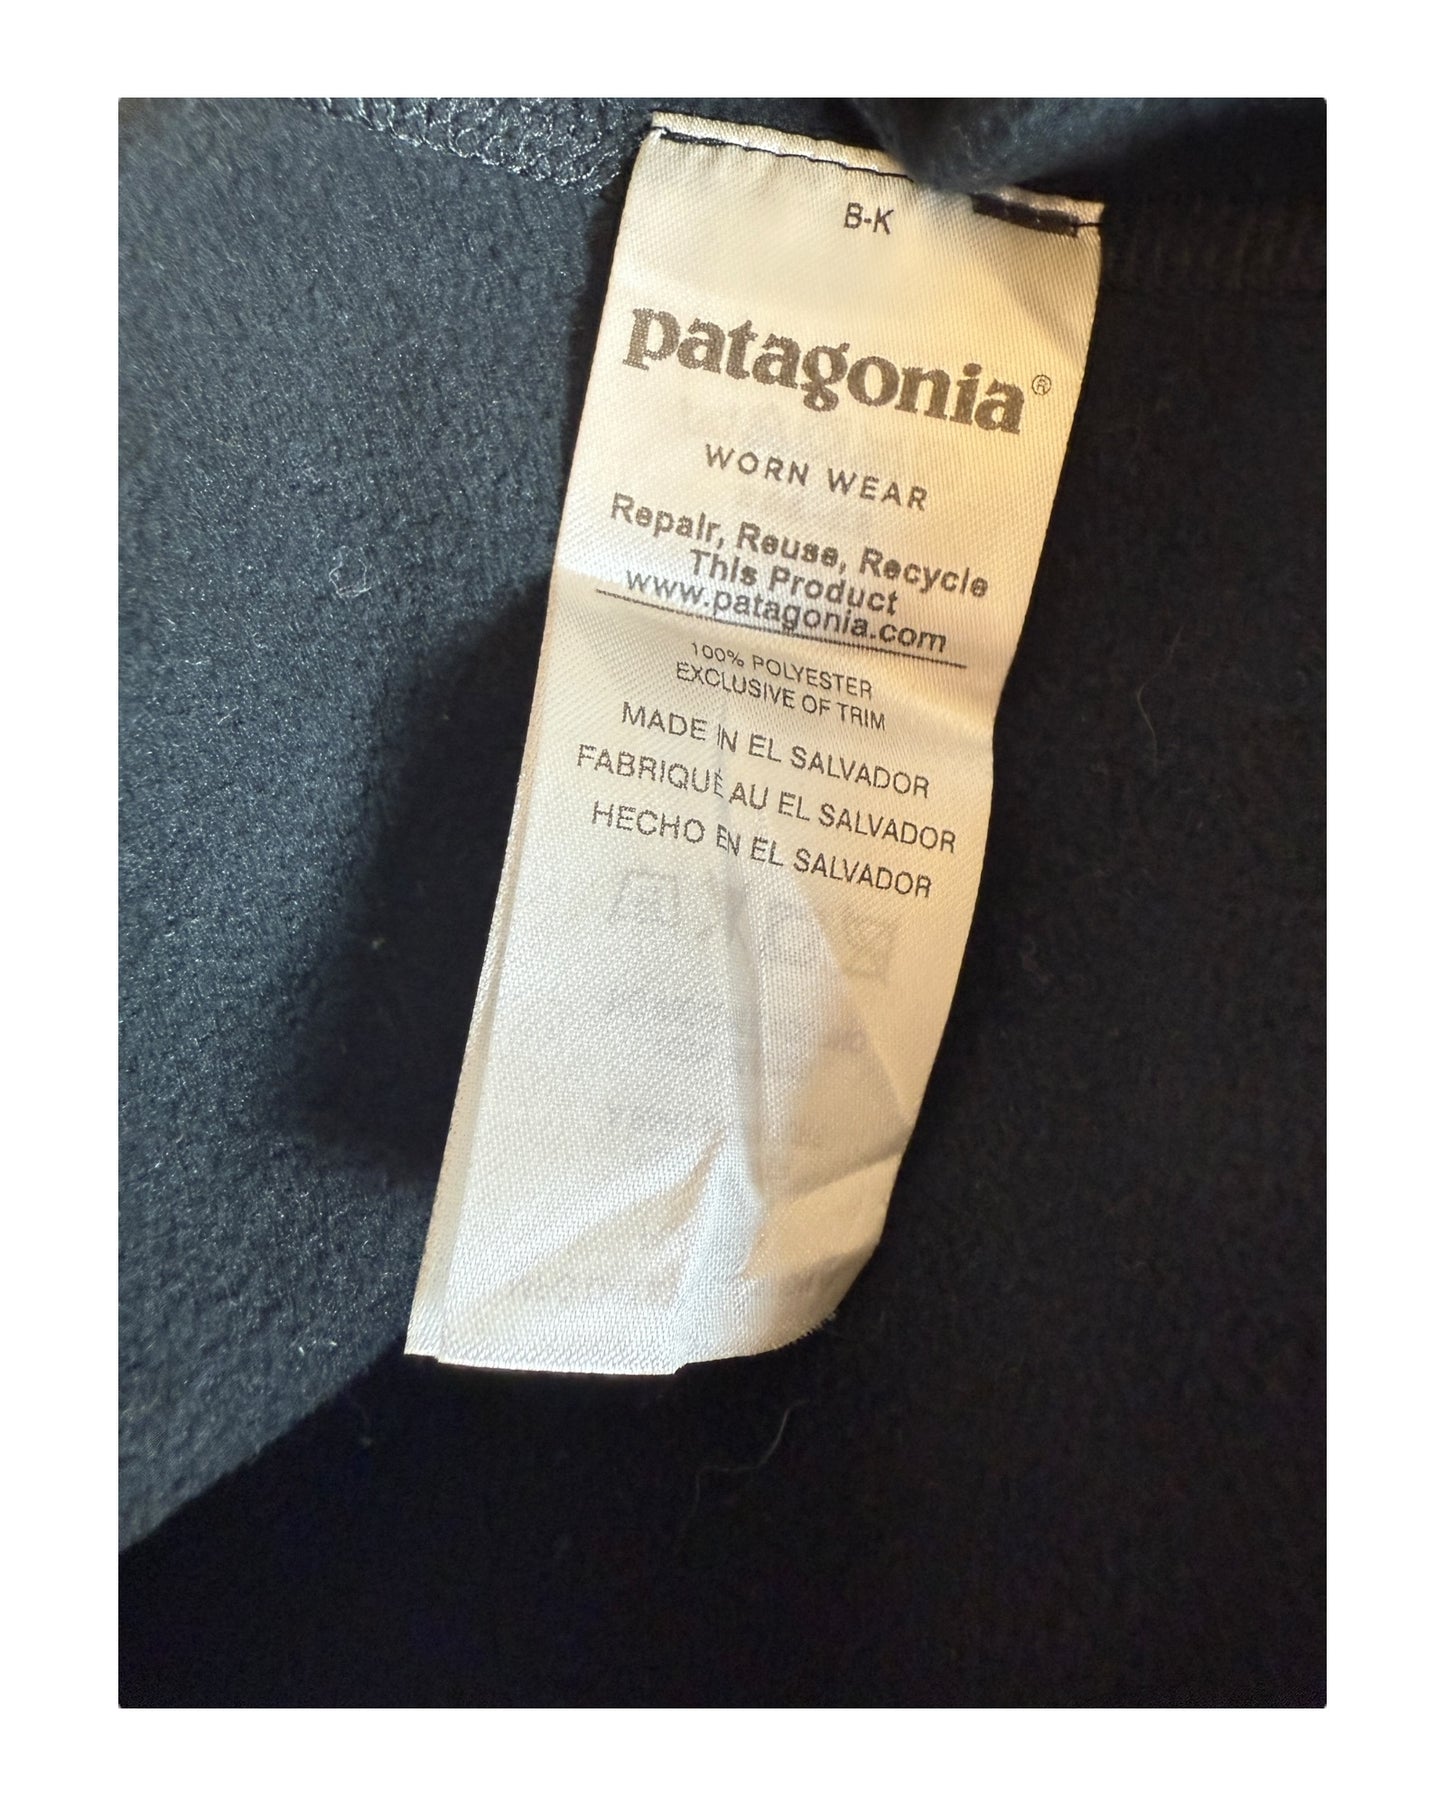 B-K
patagonia®
WORN WEAR
Repair, Reuse, Recycle
This Product
www.patagonia.com
100% POLYESTER
EXCLUSIVE OF TRIM
MADE IN EL SALVADOR
FABRIQUÉ AU EL SALVADOR
HECHO EN EL SALVADOR